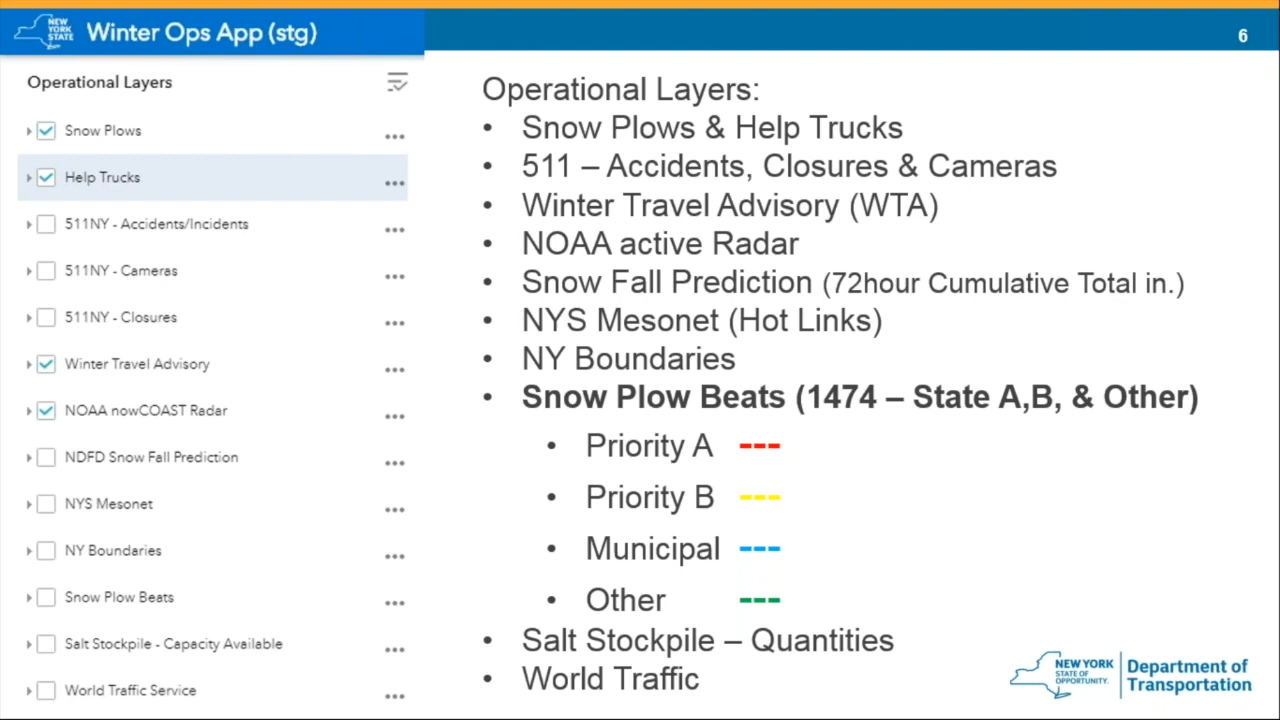 NEW
YORK
STATE
Winter Ops App (stg)
6
Operational Layers
Snow Plows
Help Trucks
511NY - Accidents/Incidents
511NY - Cameras
511NY - Closures
Winter Travel Advisory
NOAA nowCOAST Radar
NDFD Snow Fall Prediction
NYS Mesonet
NY Boundaries
Snow Plow Beats
Salt Stockpile - Capacity Available
World Traffic Service
Operational Layers:
• Snow Plows & Help Trucks
• 511 – Accidents, Closures & Cameras
• Winter Travel Advisory (WTA)
• NOAA active Radar
• Snow Fall Prediction (72hour Cumulative Total in.)
• NYS Mesonet (Hot Links)
• NY Boundaries
• Snow Plow Beats (1474 – State A,B, & Other)
• Priority A ---
• Priority B ---
• Municipal ---
• Other ---
• Salt Stockpile – Quantities
• World Traffic
NEW YORK
STATE OF
OPPORTUNITY.
Department of
Transportation